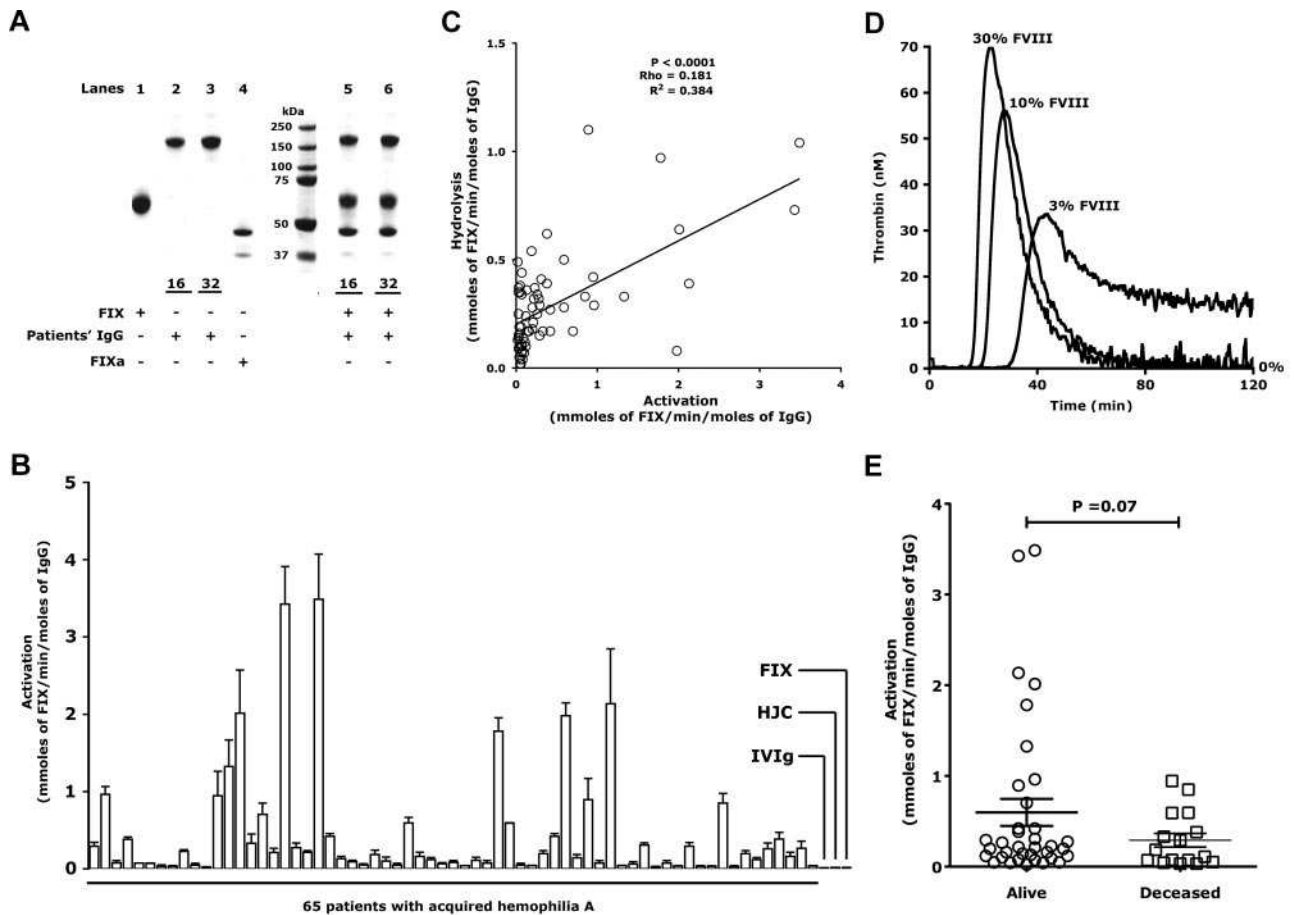 A
Lanes 1 2 3 4 5 6
kDa
250
150
100
75
50
37
16 32 16 32
FIX + - - - + +
Patients' IgG - + + - + +
FIXa - - - + - -
C
1.5
1.0
0.5
0.0
Hydrolysis
(mmoles of FIX/min/moles of IgG)
P < 0.0001
Rho = 0.181
R² = 0.384
0 1 2 3 4
Activation
(mmoles of FIX/min/moles of IgG)
D
70
60
50
40
30
20
10
0
Thrombin (nM)
30% FVIII
10% FVIII
3% FVIII
0%
0 40 80 120
Time (min)
B
5
4
3
2
1
0
Activation
(mmoles of FIX/min/moles of IgG)
FIX
HJC
IVIg
65 patients with acquired hemophilia A
E
4
3
2
1
0
Activation
(mmoles of FIX/min/moles of IgG)
P =0.07
Alive Deceased